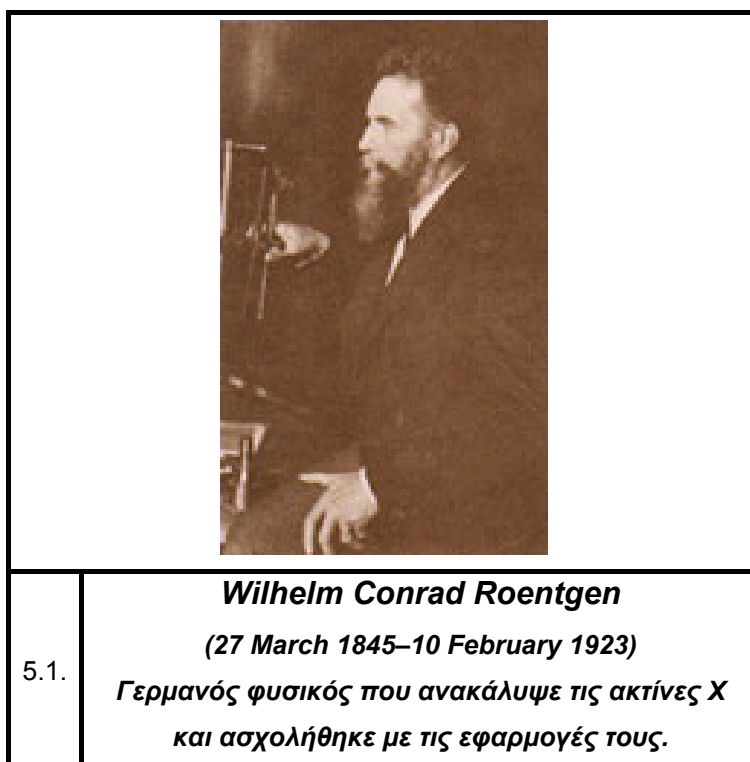 5.1.
Wilhelm Conrad Roentgen
(27 March 1845–10 February 1923)
Γερμανός φυσικός που ανακάλυψε τις ακτίνες Χ
και ασχολήθηκε με τις εφαρμογές τους.